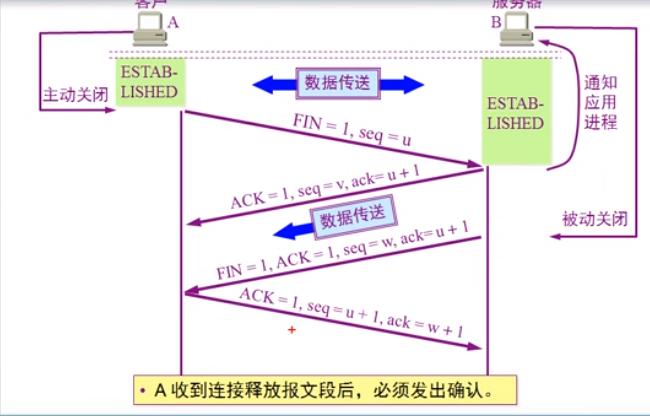 客户
服务器
A
B
主动关闭
ESTAB-
LISHED
数据传送
ESTAB-
LISHED
通知
应用
进程
FIN = 1, seq = u
ACK = 1, seq = v, ack= u + 1
数据传送
被动关闭
FIN = 1, ACK = 1, seq = w, ack= u + 1
ACK = 1, seq = u + 1, ack = w + 1
• A 收到连接释放报文段后，必须发出确认。